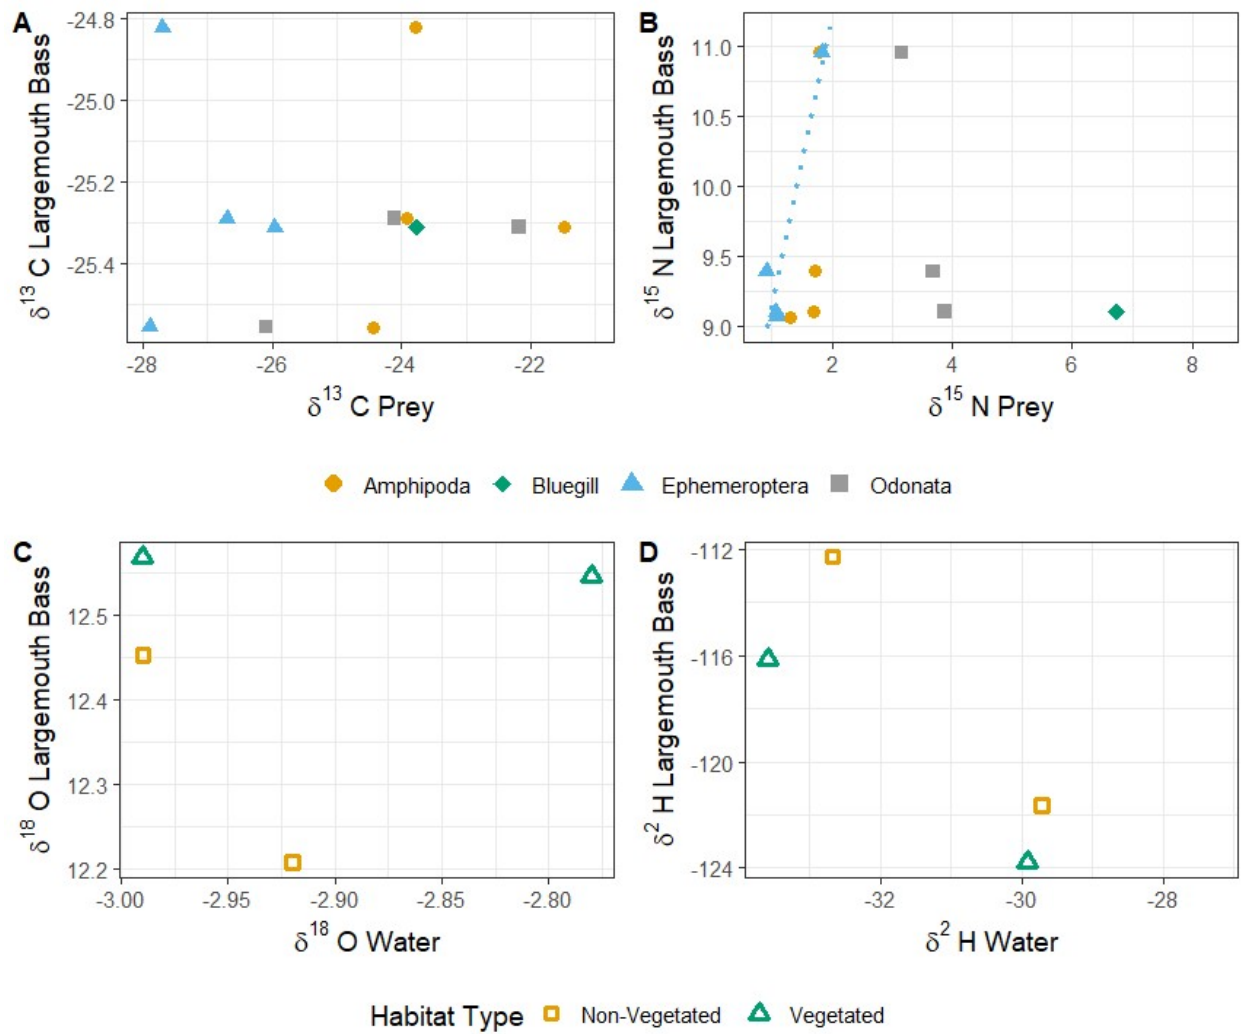 A
δ13 C Largemouth Bass
-24.8
-25.0
-25.2
-25.4
-28
-26
-24
-22
δ13 C Prey
B
δ15 N Largemouth Bass
11.0
10.5
10.0
9.5
9.0
2
4
6
8
δ15 N Prey
Amphipoda Bluegill Ephemeroptera Odonata
C
δ18 O Largemouth Bass
12.5
12.4
12.3
12.2
-3.00
-2.95
-2.90
-2.85
-2.80
δ18 O Water
D
δ2 H Largemouth Bass
-112
-116
-120
-124
-32
-30
-28
δ2 H Water
Habitat Type Non-Vegetated Vegetated